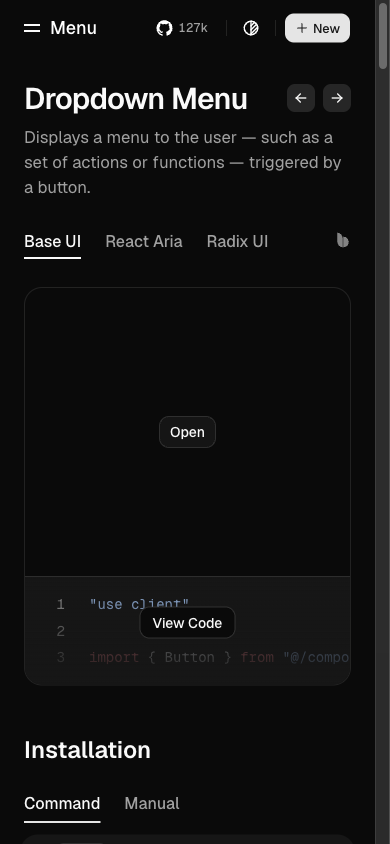 Menu
127k
New
Dropdown Menu
Displays a menu to the user — such as a
set of actions or functions — triggered by
a button.
Base UI
React Aria
Radix UI
Open
1 "use client"
View Code
2
3 import { Button } from "@/compo
Installation
Command
Manual